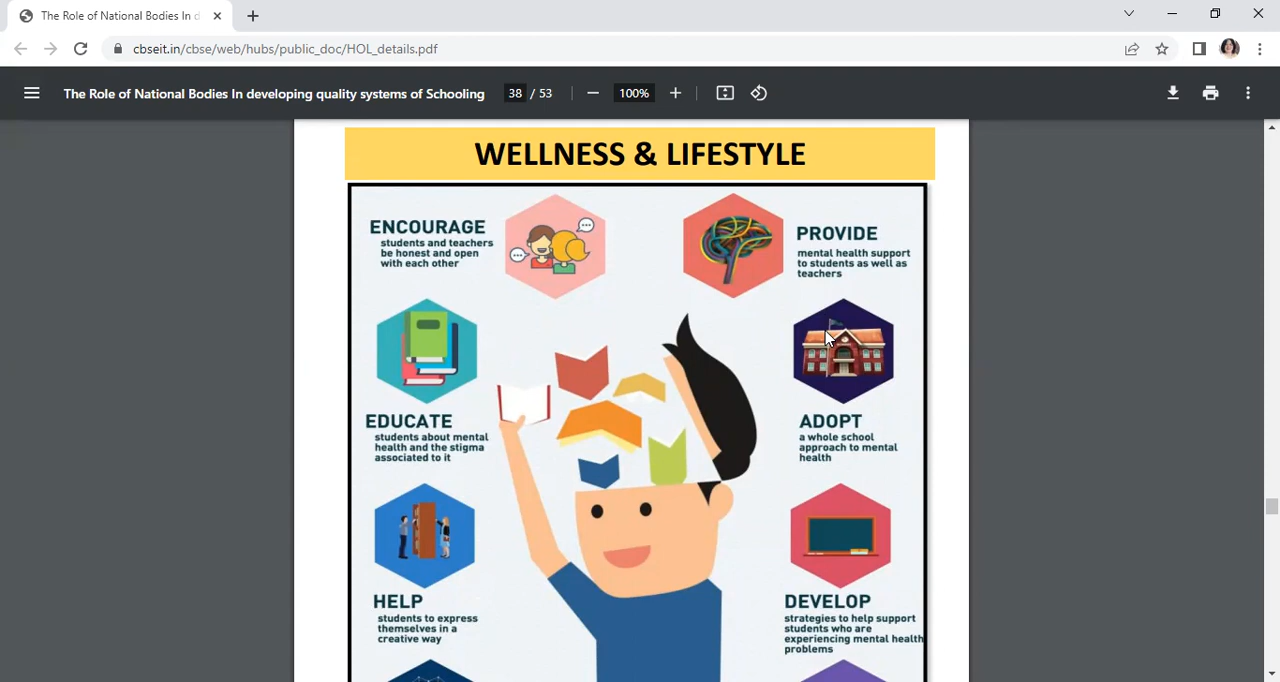 The Role of National Bodies In d
cbseit.in/cbse/web/hubs/public_doc/HOL_details.pdf
The Role of National Bodies In developing quality systems of Schooling
38 / 53
100%
WELLNESS & LIFESTYLE
ENCOURAGE
students and teachers
be honest and open
with each other
PROVIDE
mental health support
to students as well as
teachers
EDUCATE
students about mental
health and the stigma
associated to it
ADOPT
a whole school
approach to mental
health
HELP
students to express
themselves in a
creative way
DEVELOP
strategies to help support
students who are
experiencing mental health
problems